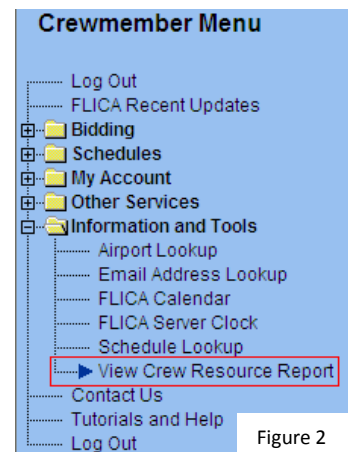 Crewmember Menu
Log Out
FLICA Recent Updates
Bidding
Schedules
My Account
Other Services
Information and Tools
Airport Lookup
Email Address Lookup
FLICA Calendar
FLICA Server Clock
Schedule Lookup
View Crew Resource Report
Contact Us
Tutorials and Help
Log Out
Figure 2